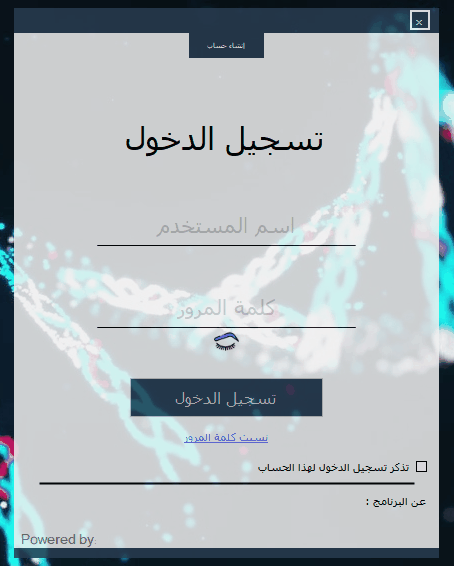 إنشاء حساب
تسجيل الدخول
اسم المستخدم
كلمة المرور
تسجيل الدخول
نسيت كلمة المرور
تذكر تسجيل الدخول لهذا الحساب
عن البرنامج :
Powered by.